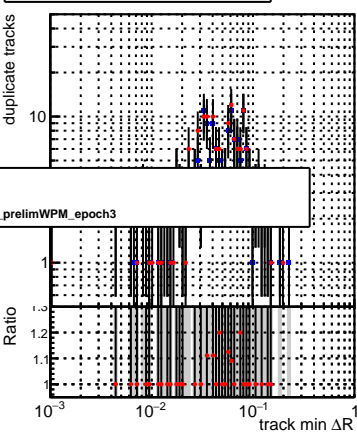 duplicate tracks
10
_prelimWPM_epoch3
1
Ratio
1.3
1.2
1.1
1
10−3
10−2
10−1
1
track min ΔR